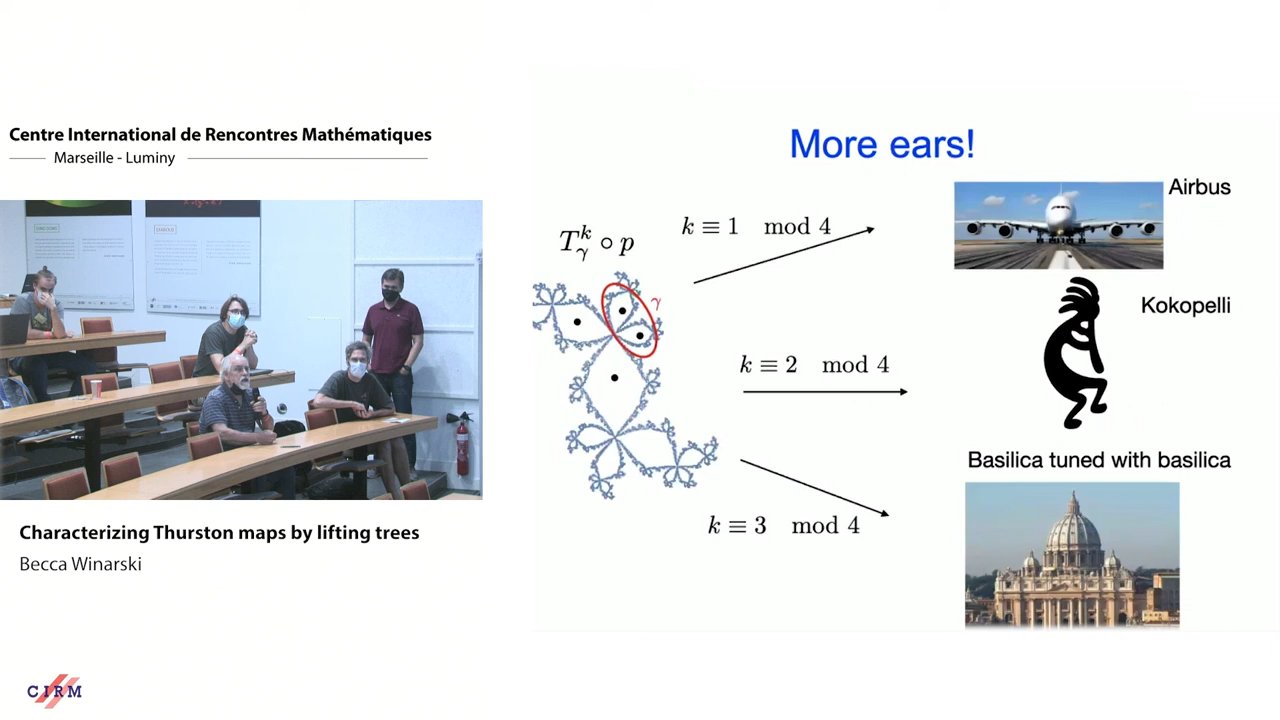 Centre International de Rencontres Mathématiques
Marseille - Luminy
Characterizing Thurston maps by lifting trees
Becca Winarski
CIRM
More ears!
T_γ^k ∘ p
γ
k ≡ 1 mod 4
Airbus
Kokopelli
k ≡ 2 mod 4
Basilica tuned with basilica
k ≡ 3 mod 4